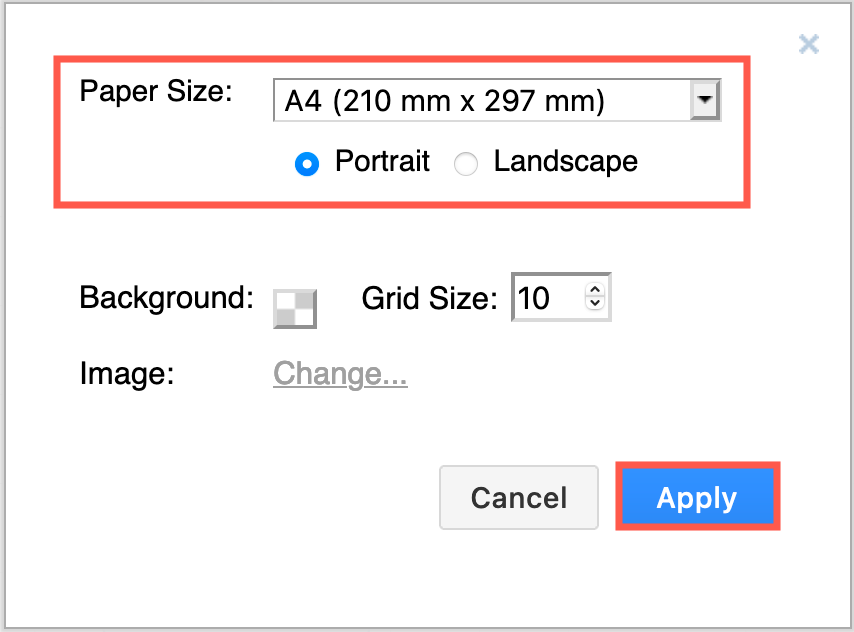 Paper Size: A4 (210 mm x 297 mm)
Portrait Landscape
Background: Grid Size: 10
Image: Change...
Cancel Apply